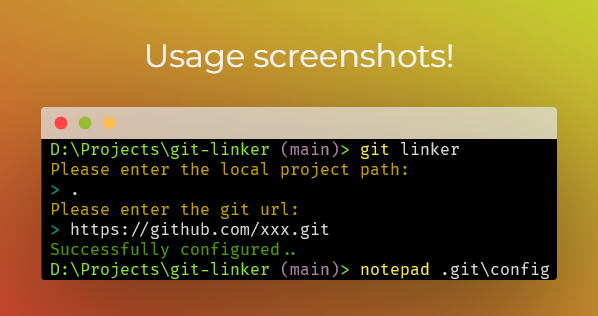 Usage screenshots!
D:\Projects\git-linker (main)> git linker
Please enter the local project path:
> .
Please enter the git url:
> https://github.com/xxx.git
Successfully configured..
D:\Projects\git-linker (main)> notepad .git\config